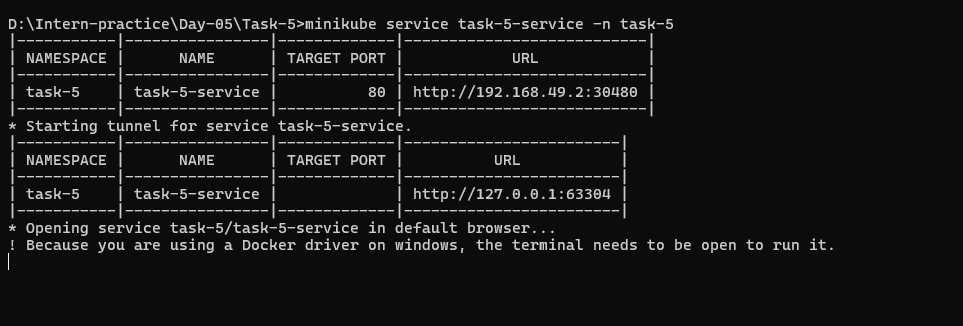 D:\Intern-practice\Day-05\Task-5>minikube service task-5-service -n task-5
|-----------|----------------|-------------|---------------------------|
| NAMESPACE |      NAME      | TARGET PORT |            URL            |
|-----------|----------------|-------------|---------------------------|
| task-5    | task-5-service |          80 | http://192.168.49.2:30480 |
|-----------|----------------|-------------|---------------------------|
* Starting tunnel for service task-5-service.
|-----------|----------------|-------------|------------------------|
| NAMESPACE |      NAME      | TARGET PORT |          URL           |
|-----------|----------------|-------------|------------------------|
| task-5    | task-5-service |             | http://127.0.0.1:63304 |
|-----------|----------------|-------------|------------------------|
* Opening service task-5/task-5-service in default browser...
! Because you are using a Docker driver on windows, the terminal needs to be open to run it.